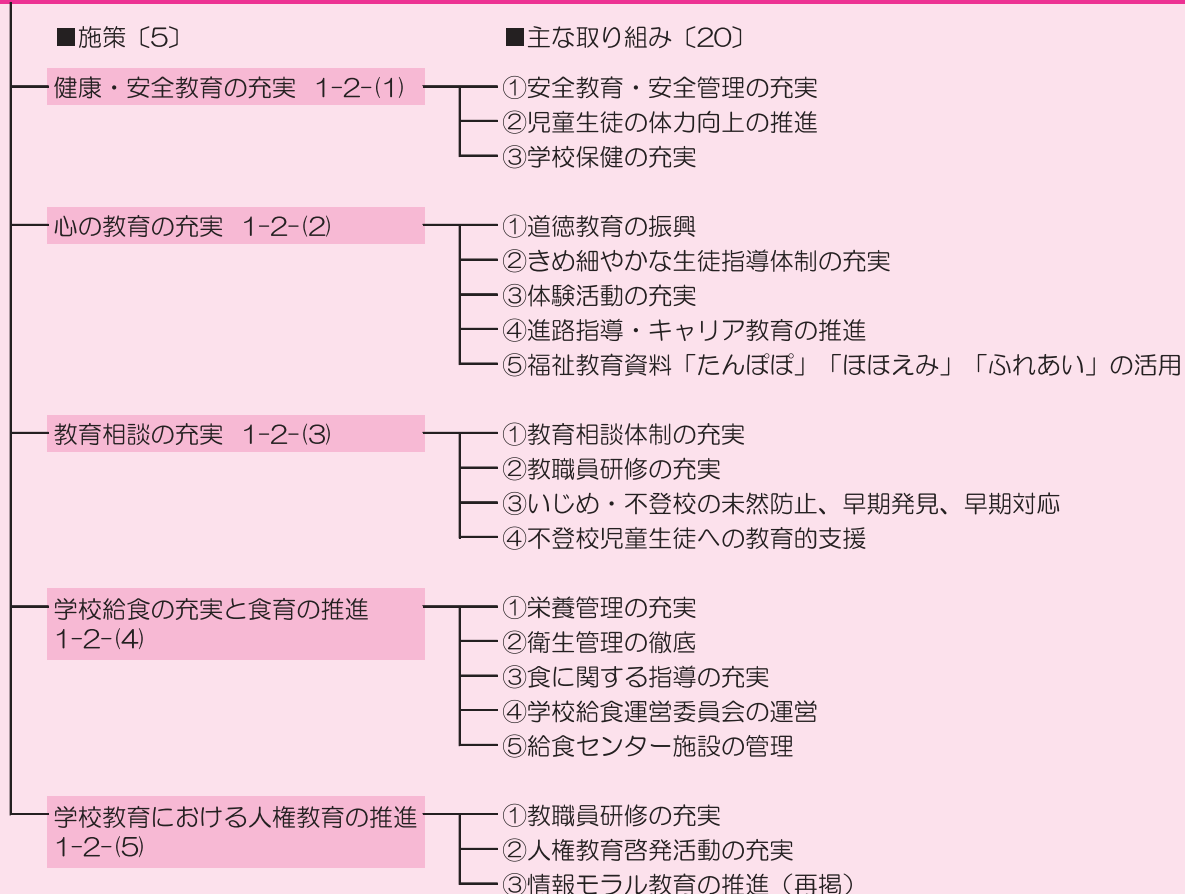 ■施策〔5〕
■主な取り組み〔20〕
健康・安全教育の充実 1-2-(1)
①安全教育・安全管理の充実
②児童生徒の体力向上の推進
③学校保健の充実
心の教育の充実 1-2-(2)
①道徳教育の振興
②きめ細やかな生徒指導体制の充実
③体験活動の充実
④進路指導・キャリア教育の推進
⑤福祉教育資料「たんぽぽ」「ほほえみ」「ふれあい」の活用
教育相談の充実 1-2-(3)
①教育相談体制の充実
②教職員研修の充実
③いじめ・不登校の未然防止、早期発見、早期対応
④不登校児童生徒への教育的支援
学校給食の充実と食育の推進
1-2-(4)
①栄養管理の充実
②衛生管理の徹底
③食に関する指導の充実
④学校給食運営委員会の運営
⑤給食センター施設の管理
学校教育における人権教育の推進
1-2-(5)
①教職員研修の充実
②人権教育啓発活動の充実
③情報モラル教育の推進（再掲）